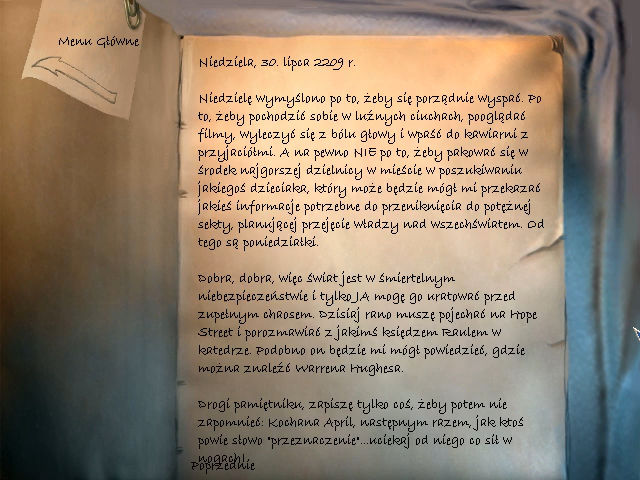 Menu Główne
Niedziela, 30. lipca 2209 r.
Niedzielę wymyślono po to, żeby się porządnie wyspać. Po
to, żeby pochodzić sobie w luźnych ciuchach, pooglądać
filmy, wyleczyć się z bólu głowy i wpaść do kawiarni z
przyjaciółmi. A na pewno NIE po to, żeby pakować się w
środek najgorszej dzielnicy w mieście w poszukiwaniu
jakiegoś dzieciaka, który może będzie mógł mi przekazać
jakieś informacje potrzebne do przeniknięcia do potężnej
sekty, planującej przejęcie władzy nad wszechświatem. Od
tego są poniedziałki.
Dobra, dobra, więc świat jest w śmiertelnym
niebezpieczeństwie i tylko JA mogę go uratować przed
zupełnym chaosem. Dzisiaj rano muszę pojechać na Hope
Street i porozmawiać z jakimś księdzem Raulem w
katedrze. Podobno on będzie mi mógł powiedzieć, gdzie
można znaleźć Warrena Hughesa.
Drogi pamiętniku, zapiszę tylko coś, żeby potem nie
zapomnieć: Kochana April, następnym razem, jak ktoś
powie słowo "przeznaczenie"...uciekaj od niego co sił w
nogach!
Poprzednie